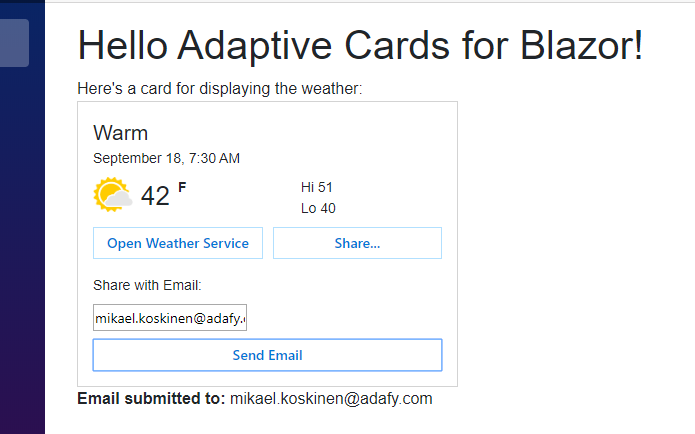 Hello Adaptive Cards for Blazor!
Here's a card for displaying the weather:
Warm
September 18, 7:30 AM
42 F
Hi 51
Lo 40
Open Weather Service
Share...
Share with Email:
mikael.koskinen@adafy.
Send Email
Email submitted to: mikael.koskinen@adafy.com